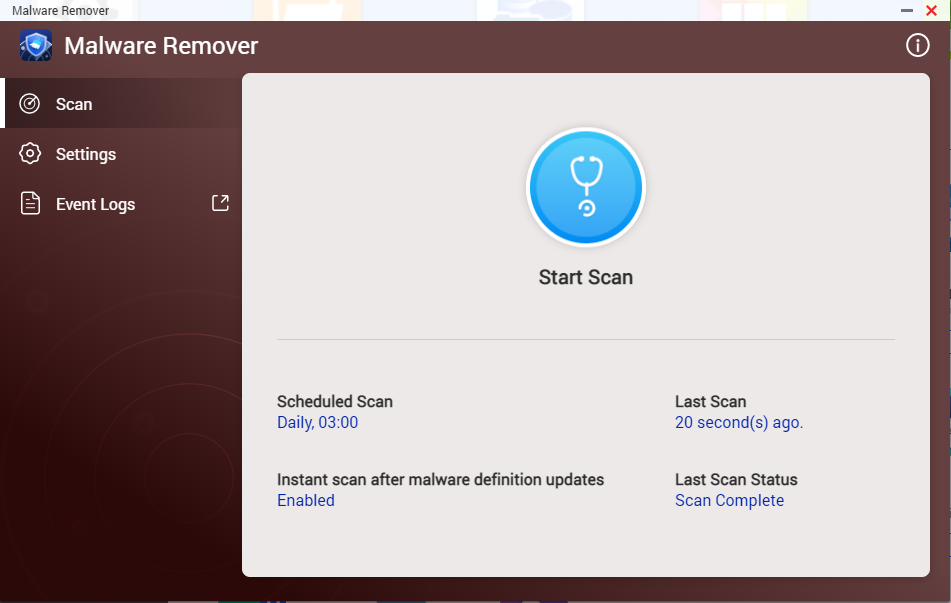 Malware Remover
Malware Remover
Scan
Settings
Event Logs
Start Scan
Scheduled Scan
Daily, 03:00
Last Scan
20 second(s) ago.
Instant scan after malware definition updates
Enabled
Last Scan Status
Scan Complete